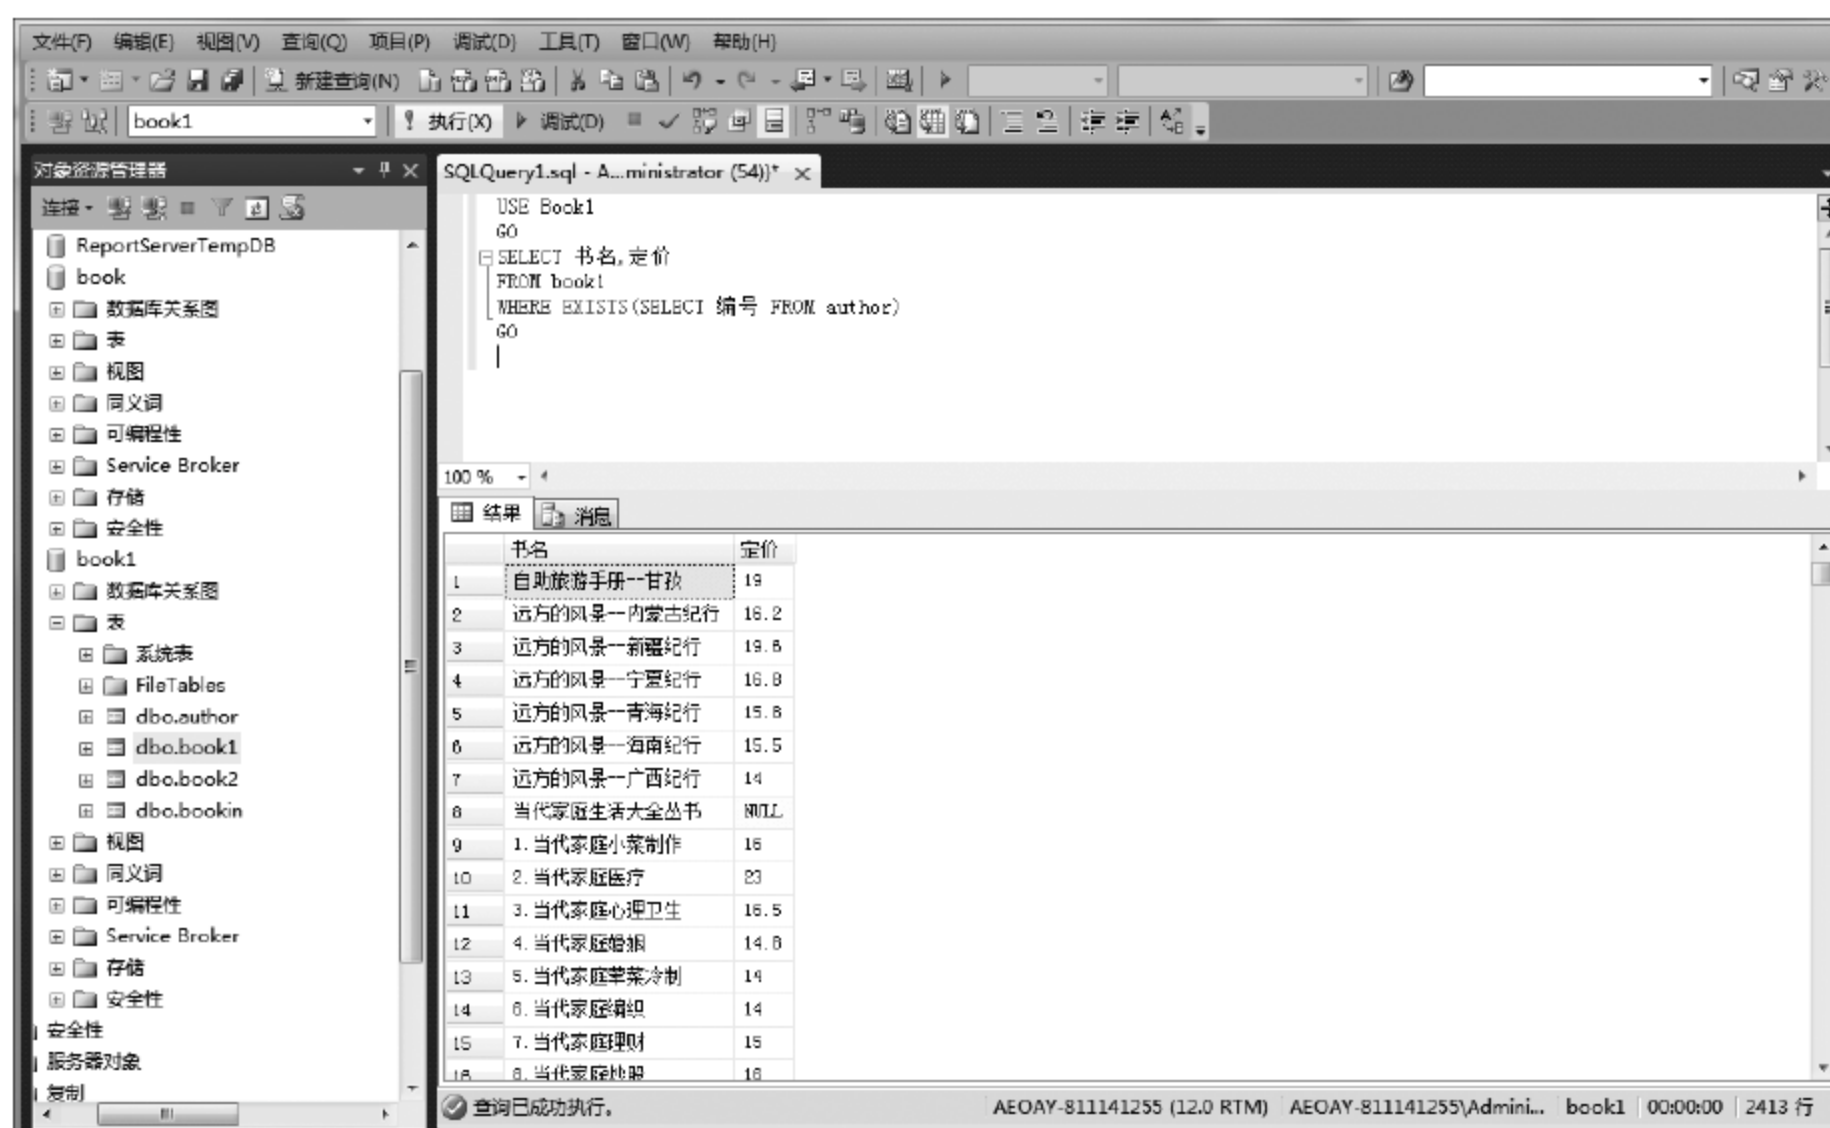 文件(F) 编辑(E) 视图(V) 查询(Q) 项目(P) 调试(D) 工具(T) 窗口(W) 帮助(H)
新建查询(N)
book1 执行(X) 调试(D)
对象资源管理器
连接
ReportServerTempDB
book
数据库关系图
表
视图
同义词
可编程性
Service Broker
存储
安全性
book1
数据库关系图
表
系统表
FileTables
dbo.author
dbo.book1
dbo.book2
dbo.bookin
视图
同义词
可编程性
Service Broker
存储
安全性
安全性
服务器对象
复制
SQLQuery1.sql - A...ministrator (54))*
USE Book1
GO
SELECT 书名,定价
FROM book1
WHERE EXISTS(SELECT 编号 FROM author)
GO
100 %
结果 消息
书名 定价
1 自助旅游手册--甘孜 19
2 远方的风景--内蒙古纪行 16.2
3 远方的风景--新疆纪行 19.8
4 远方的风景--宁夏纪行 16.8
5 远方的风景--青海纪行 15.8
6 远方的风景--海南纪行 15.5
7 远方的风景--广西纪行 14
8 当代家庭生活大全丛书 NULL
9 1.当代家庭小菜制作 16
10 2.当代家庭医疗 23
11 3.当代家庭心理卫生 16.5
12 4.当代家庭婚姻 14.8
13 5.当代家庭荤菜冷制 14
14 6.当代家庭编织 14
15 7.当代家庭理财 15
16 8.当代家庭炒股 16
查询已成功执行。 AEOAY-811141255 (12.0 RTM) AEOAY-811141255\Admini... book1 00:00:00 2413 行